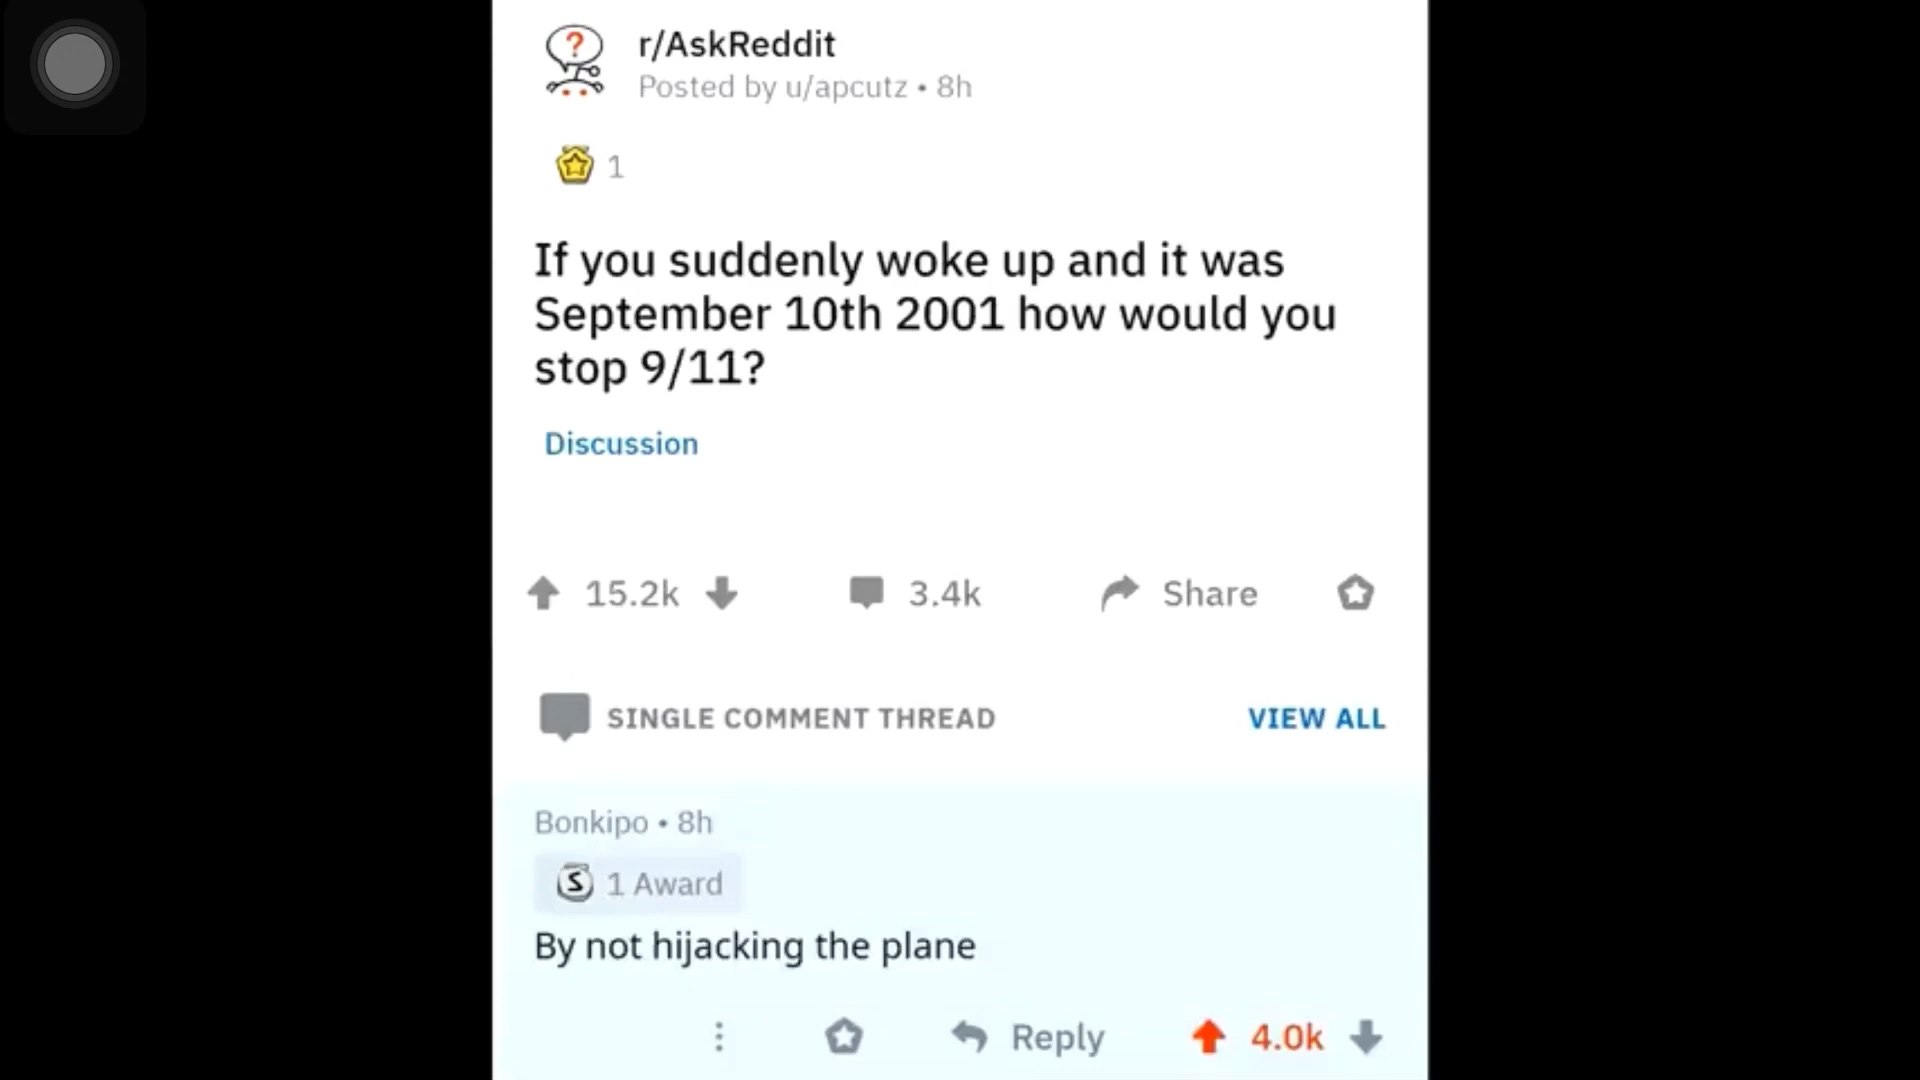 r/AskReddit
Posted by u/apcutz • 8h
1
If you suddenly woke up and it was
September 10th 2001 how would you
stop 9/11?
Discussion
15.2k 3.4k Share
SINGLE COMMENT THREAD VIEW ALL
Bonkipo • 8h
1 Award
By not hijacking the plane
Reply 4.0k